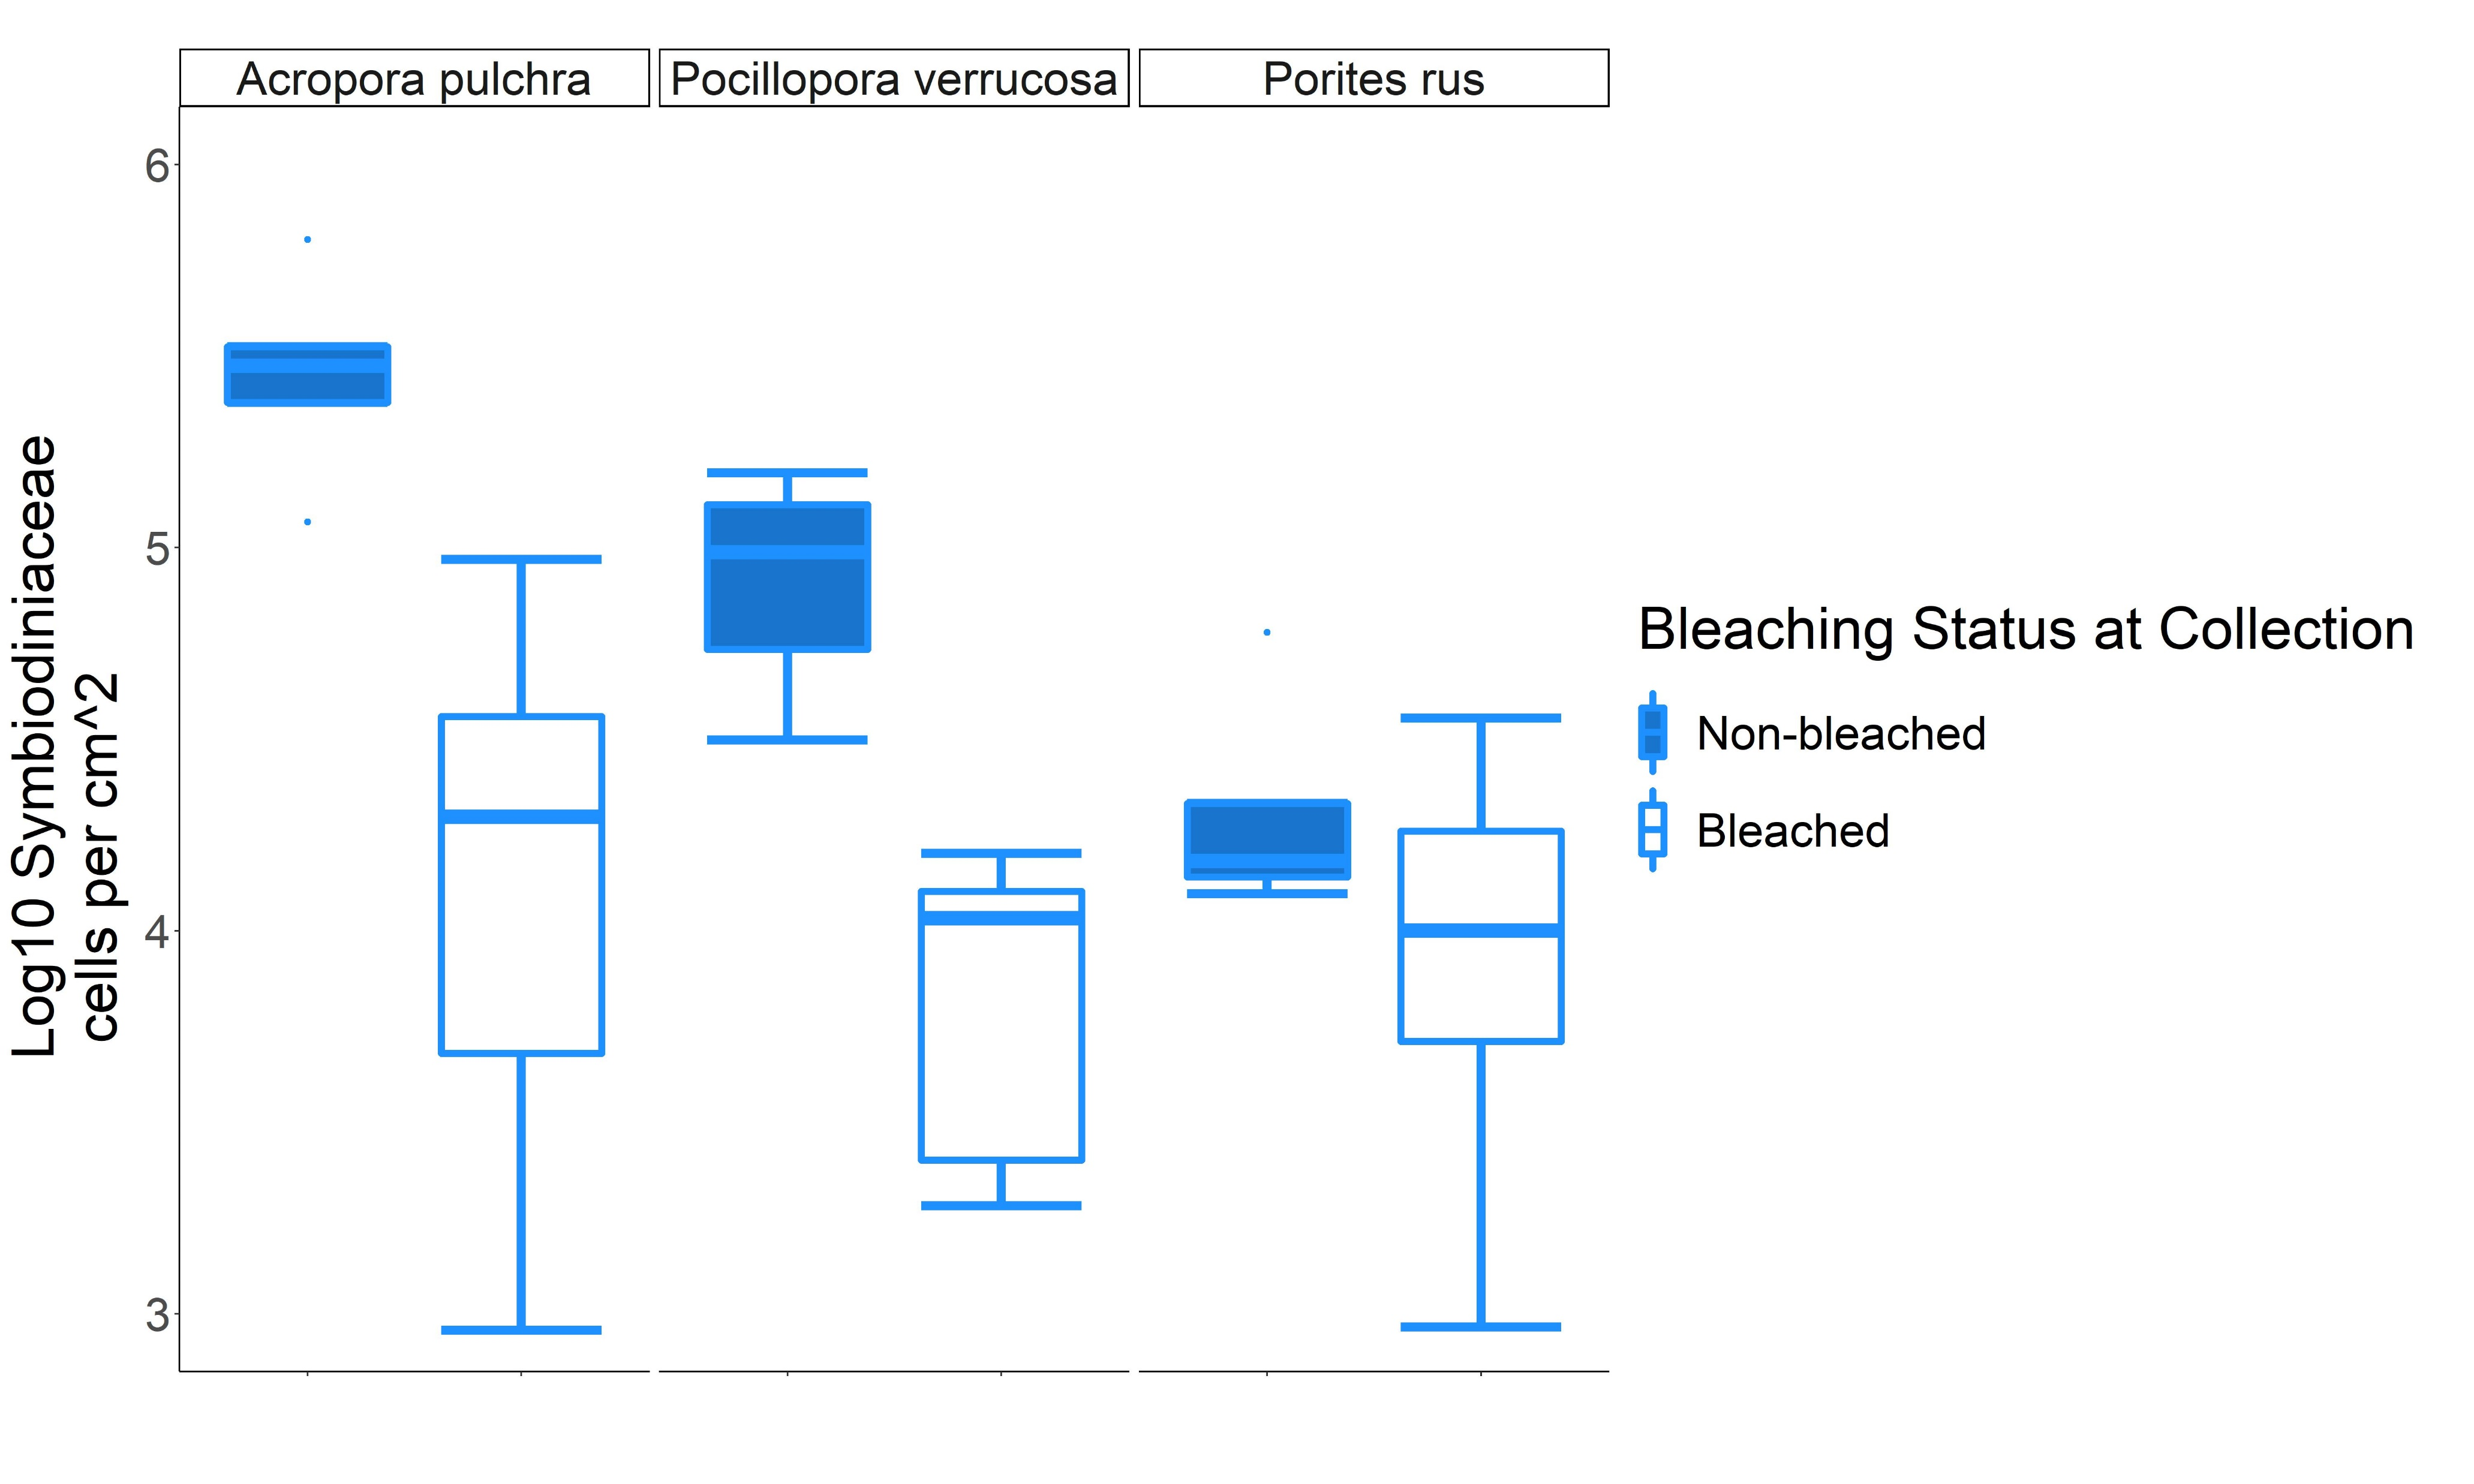 Acropora pulchra
Pocillopora verrucosa
Porites rus
Log10 Symbiodiniaceae
cells per cm^2
6
5
4
3
Bleaching Status at Collection
Non-bleached
Bleached